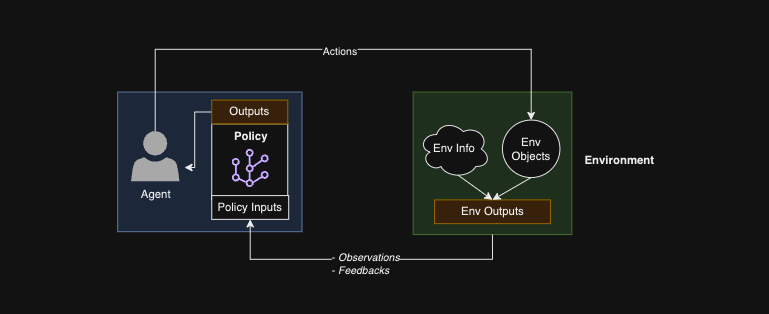 Actions
Outputs
Policy
Agent
Policy Inputs
Env Info
Env
Objects
Env Outputs
Environment
- Observations
- Feedbacks